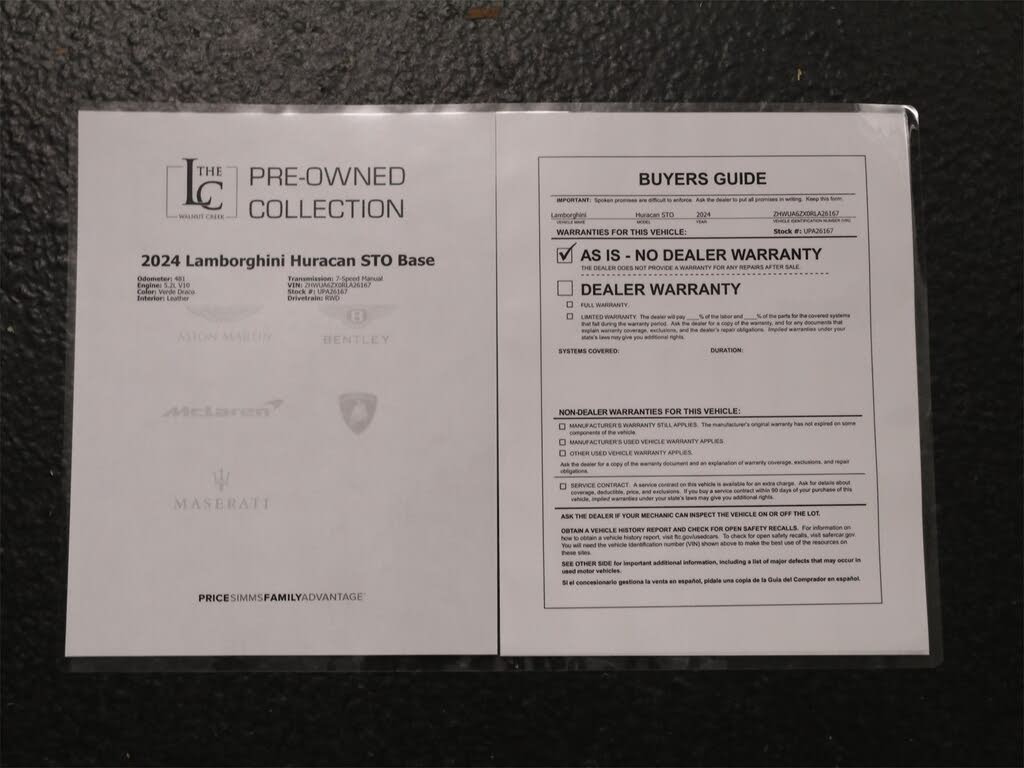 THE
LC
WALNUT CREEK
PRE-OWNED
COLLECTION
2024 Lamborghini Huracan STO Base
Odometer: 481
Engine: 5.2L V10
Color: Verde Draco
Interior: Leather
Transmission: 7-Speed Manual
VIN: ZHWUA6ZX0RLA26167
Stock #: UPA26167
Drivetrain: RWD
ASTON MARTIN
B
BENTLEY
McLaren
MASERATI
PRICESIMMSFAMILYADVANTAGE
BUYERS GUIDE
IMPORTANT: Spoken promises are difficult to enforce. Ask the dealer to put all promises in writing. Keep this form.
Lamborghini Huracan STO 2024 ZHWUA6ZX0RLA26167
VEHICLE MAKE MODEL YEAR VEHICLE IDENTIFICATION NUMBER (VIN)
WARRANTIES FOR THIS VEHICLE: Stock #: UPA26167
AS IS - NO DEALER WARRANTY
THE DEALER DOES NOT PROVIDE A WARRANTY FOR ANY REPAIRS AFTER SALE.
DEALER WARRANTY
FULL WARRANTY.
LIMITED WARRANTY. The dealer will pay ____% of the labor and ____% of the parts for the covered systems
that fail during the warranty period. Ask the dealer for a copy of the warranty, and for any documents that
explain warranty coverage, exclusions, and the dealer's repair obligations. Implied warranties under your
state's laws may give you additional rights.
SYSTEMS COVERED: DURATION:
NON-DEALER WARRANTIES FOR THIS VEHICLE:
MANUFACTURER'S WARRANTY STILL APPLIES. The manufacturer's original warranty has not expired on some
components of the vehicle.
MANUFACTURER'S USED VEHICLE WARRANTY APPLIES.
OTHER USED VEHICLE WARRANTY APPLIES.
Ask the dealer for a copy of the warranty document and an explanation of warranty coverage, exclusions, and repair
obligations.
SERVICE CONTRACT. A service contract on this vehicle is available for an extra charge. Ask for details about
coverage, deductible, price, and exclusions. If you buy a service contract within 90 days of your purchase of this
vehicle, implied warranties under your state's laws may give you additional rights.
ASK THE DEALER IF YOUR MECHANIC CAN INSPECT THE VEHICLE ON OR OFF THE LOT.
OBTAIN A VEHICLE HISTORY REPORT AND CHECK FOR OPEN SAFETY RECALLS. For information on
how to obtain a vehicle history report, visit ftc.gov/usedcars. To check for open safety recalls, visit safercar.gov.
You will need the vehicle identification number (VIN) shown above to make the best use of the resources on
these sites.
SEE OTHER SIDE for important additional information, including a list of major defects that may occur in
used motor vehicles.
Si el concesionario gestiona la venta en español, pídale una copia de la Guía del Comprador en español.